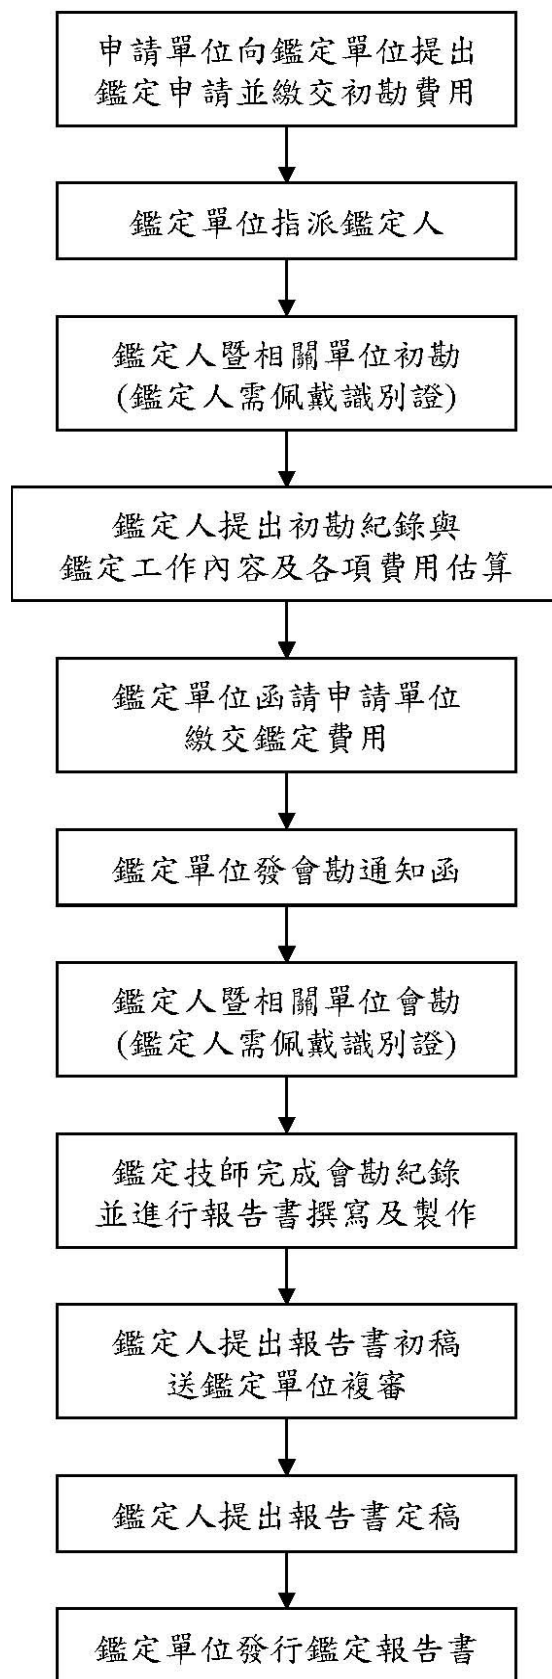 申請單位向鑑定單位提出
鑑定申請並繳交初勘費用
鑑定單位指派鑑定人
鑑定人暨相關單位初勘
(鑑定人需佩戴識別證)
鑑定人提出初勘紀錄與
鑑定工作內容及各項費用估算
鑑定單位函請申請單位
繳交鑑定費用
鑑定單位發會勘通知函
鑑定人暨相關單位會勘
(鑑定人需佩戴識別證)
鑑定技師完成會勘紀錄
並進行報告書撰寫及製作
鑑定人提出報告書初稿
送鑑定單位複審
鑑定人提出報告書定稿
鑑定單位發行鑑定報告書